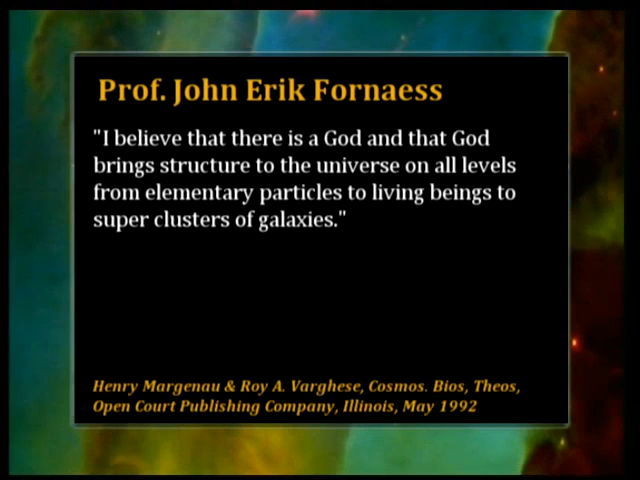 Prof. John Erik Fornaess
"I believe that there is a God and that God
brings structure to the universe on all levels
from elementary particles to living beings to
super clusters of galaxies."
Henry Margenau & Roy A. Varghese, Cosmos. Bios, Theos,
Open Court Publishing Company, Illinois, May 1992